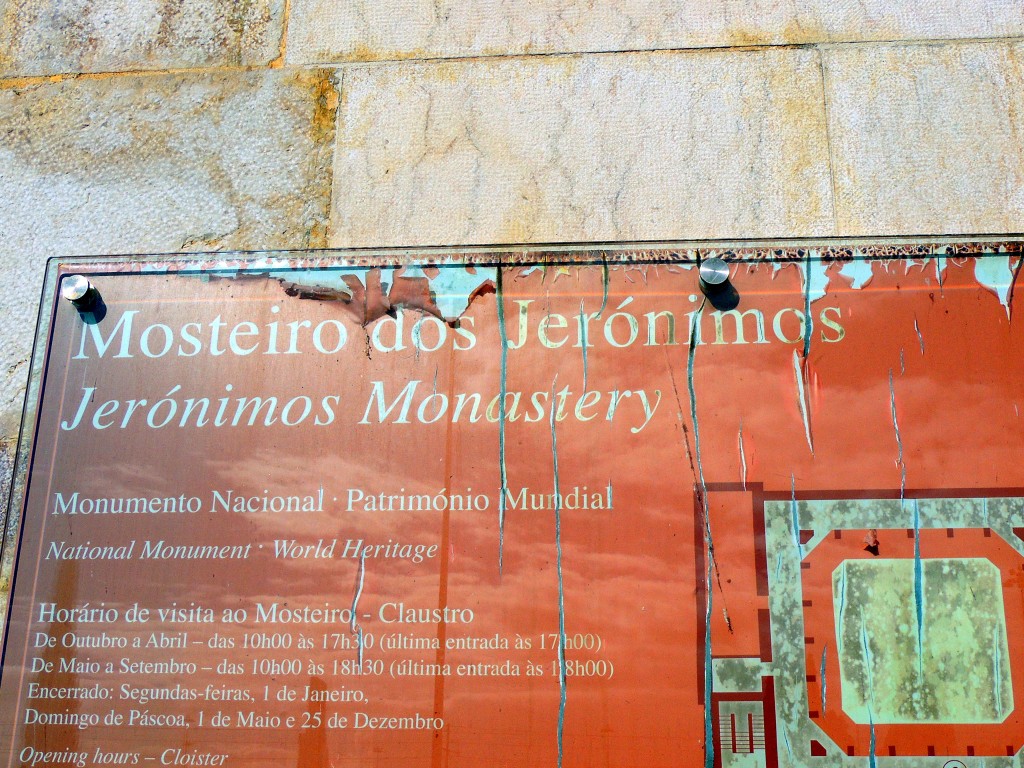 Mosteiro dos Jerónimos
Jerónimos Monastery
Monumento Nacional · Património Mundial
National Monument · World Heritage
Horário de visita ao Mosteiro - Claustro
De Outubro a Abril – das 10h00 às 17h30 (última entrada às 17h00)
De Maio a Setembro – das 10h00 às 18h30 (última entrada às 18h00)
Encerrado: Segundas-feiras, 1 de Janeiro,
Domingo de Páscoa, 1 de Maio e 25 de Dezembro
Opening hours – Cloister